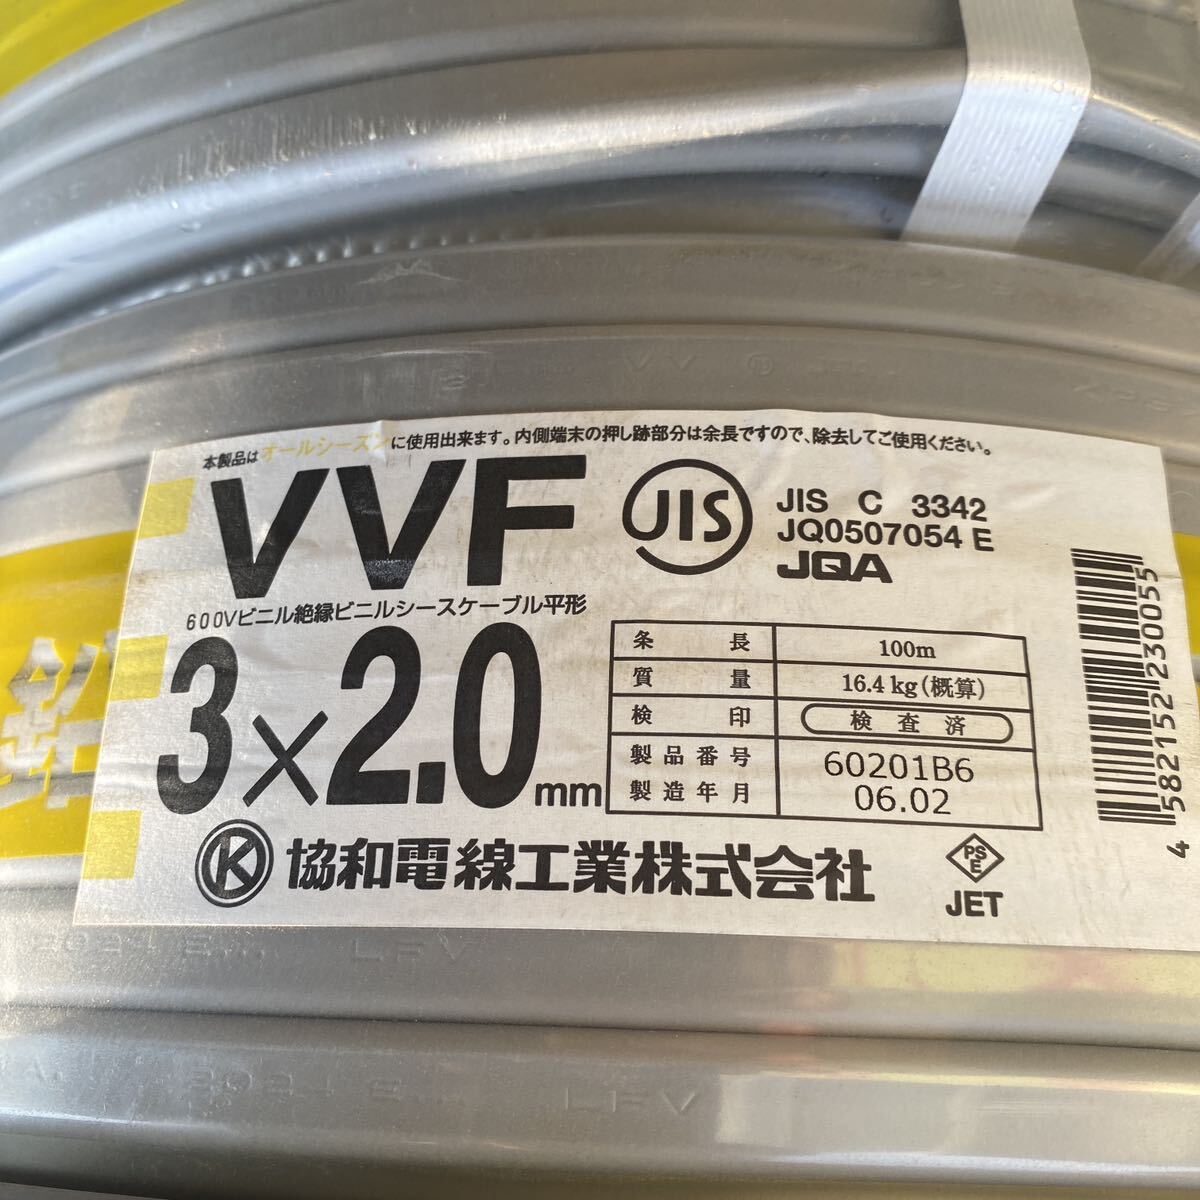 本製品はオールシーズンに使用出来ます。内側端末の押し跡部分は余長ですので、除去してご使用ください。
VVF
600Vビニル絶縁ビニルシースケーブル平形
3×2.0mm
JIS
JIS C 3342
JQ0507054 E
JQA
条長 100m
質量 16.4kg(概算)
検印 検査済
製品番号 60201B6
製造年月 06.02
K 協和電線工業株式会社
PS
E
JET
4 582152 230055
LFV
LFV